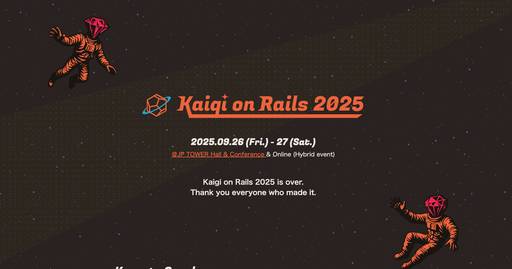 Kaigi on Rails 2025
2025.09.26 (Fri.) - 27 (Sat.)
@JP TOWER Hall & Conference & Online (Hybrid event)
Kaigi on Rails 2025 is over.
Thank you everyone who made it.